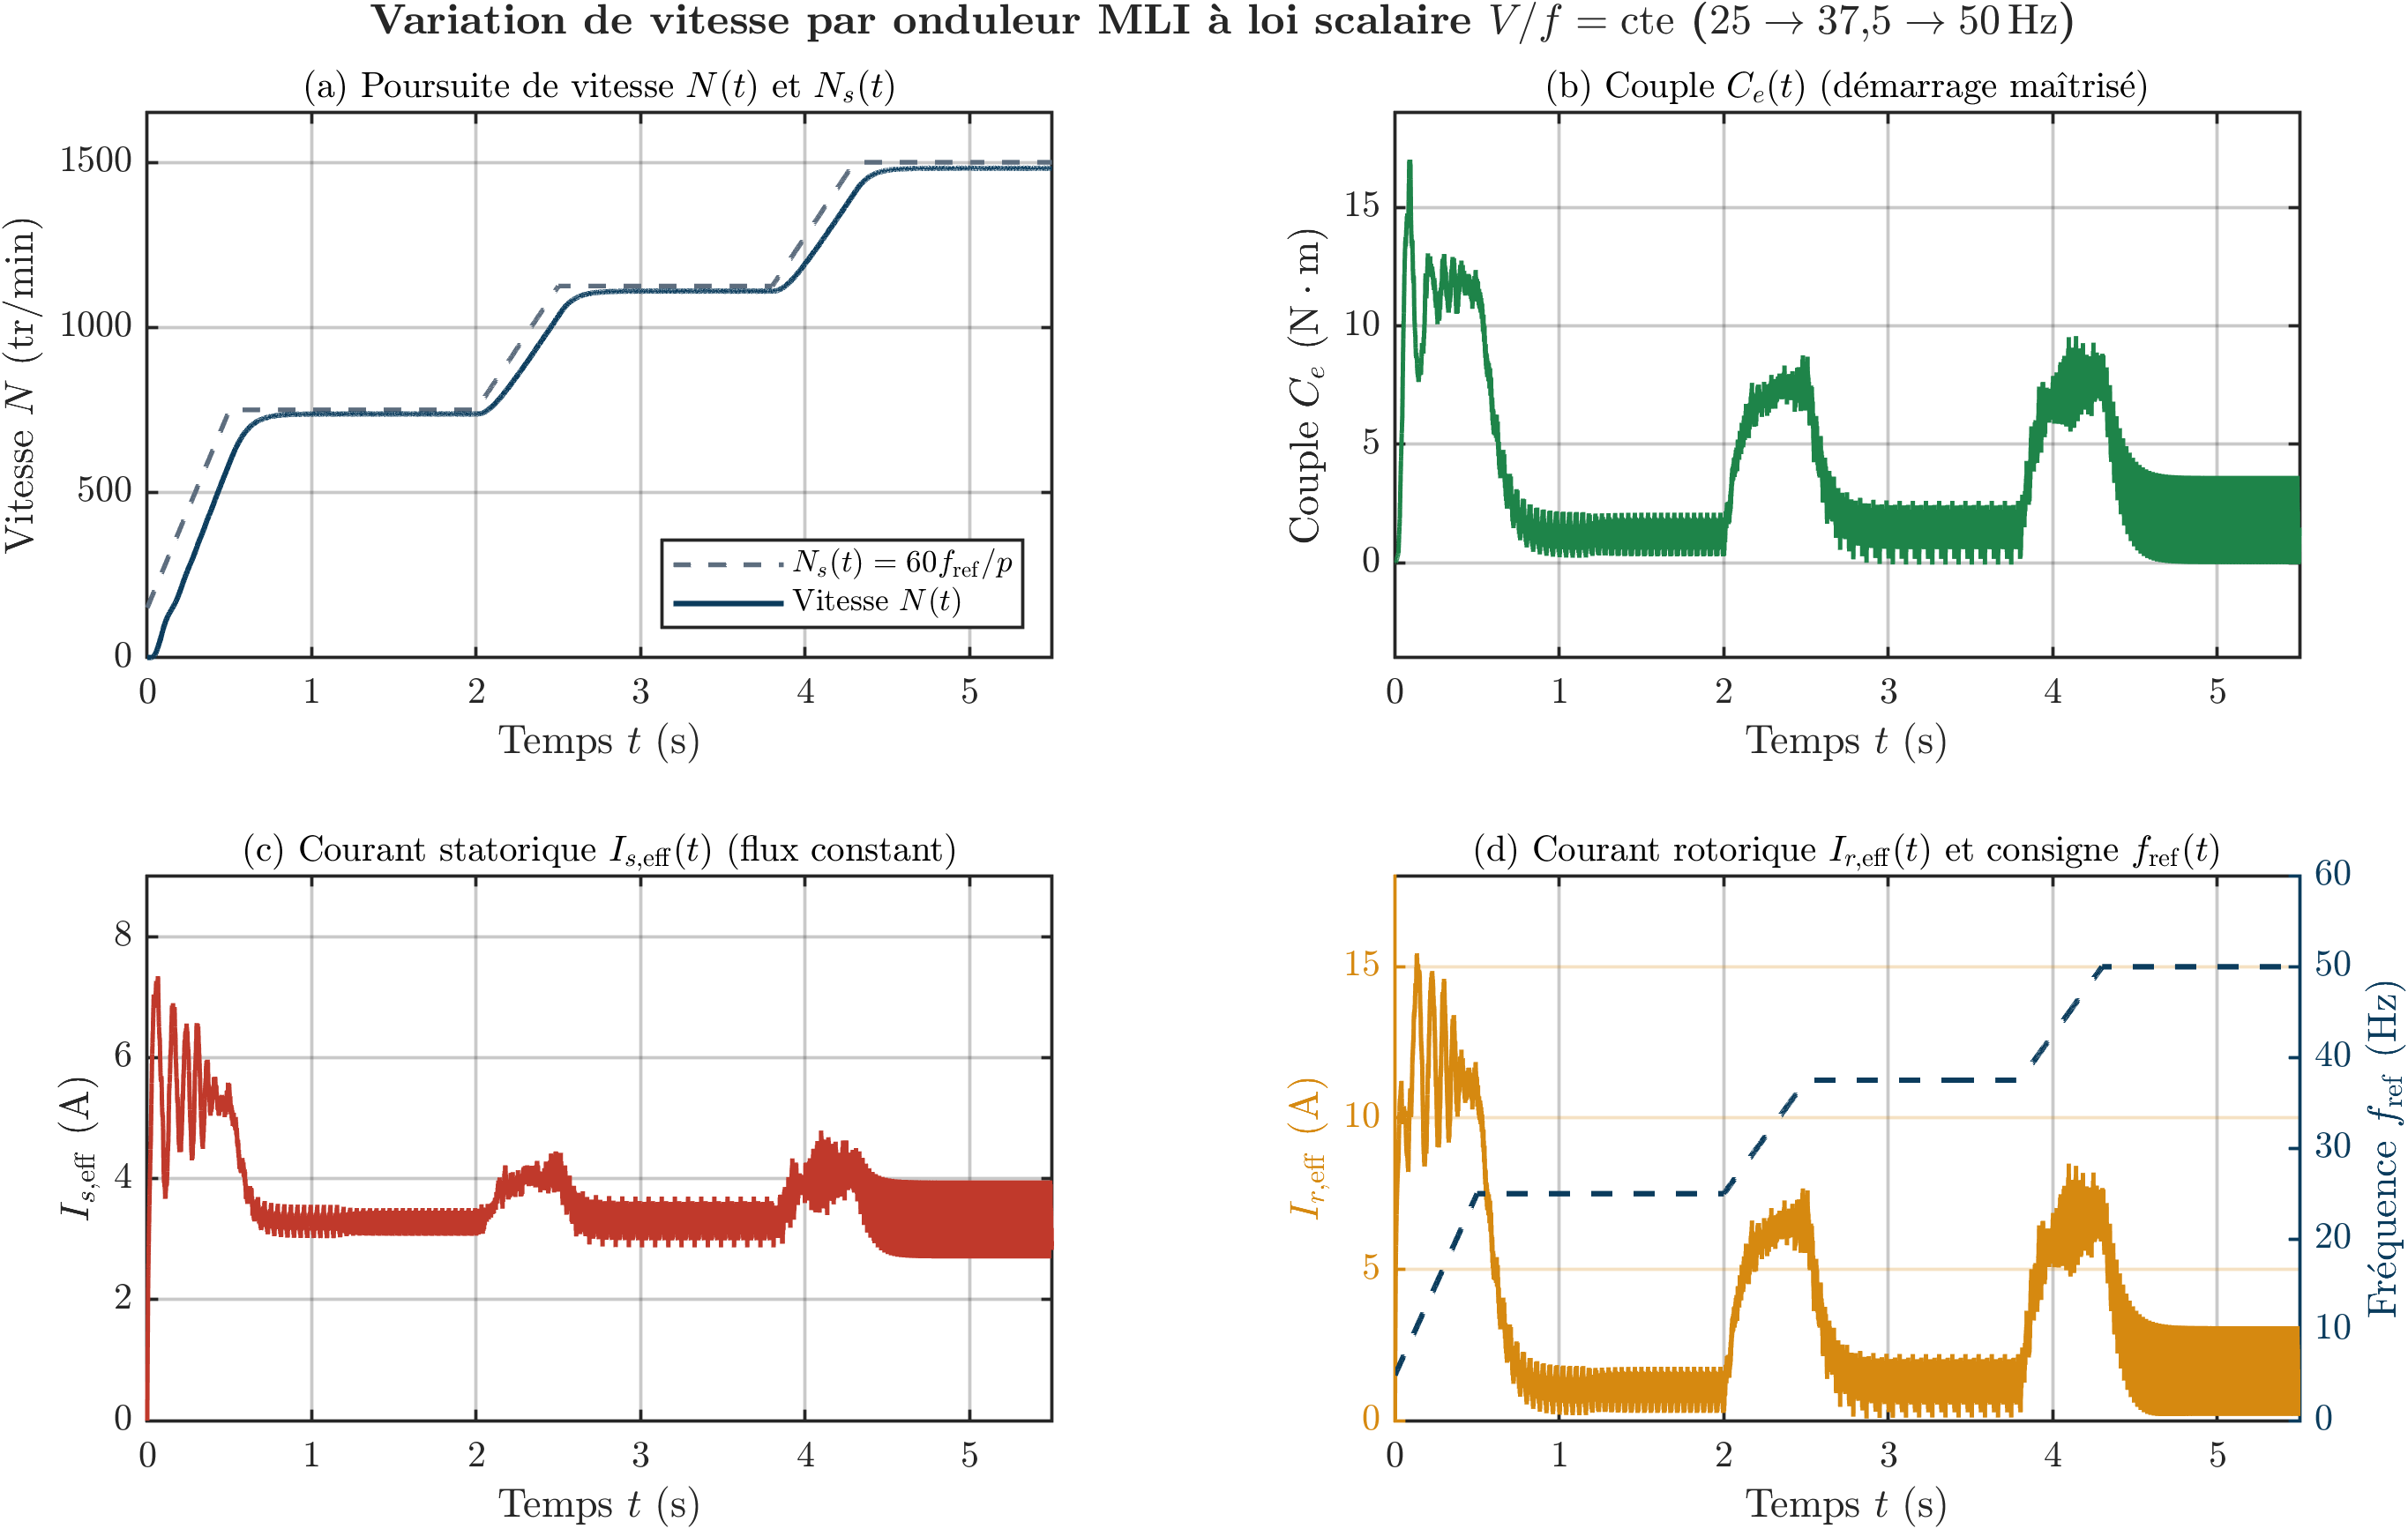 Variation de vitesse par onduleur MLI à loi scalaire V/f = cte (25 → 37,5 → 50 Hz)
(a) Poursuite de vitesse N(t) et Ns(t)
Vitesse N (tr/min)
1500
1000
500
0
Ns(t) = 60fref/p
Vitesse N(t)
0 1 2 3 4 5
Temps t (s)
(b) Couple Ce(t) (démarrage maîtrisé)
Couple Ce (N · m)
15
10
5
0
0 1 2 3 4 5
Temps t (s)
(c) Courant statorique Is,eff(t) (flux constant)
Is,eff (A)
8
6
4
2
0
0 1 2 3 4 5
Temps t (s)
(d) Courant rotorique Ir,eff(t) et consigne fref(t)
Ir,eff (A)
15
10
5
0
60
50
40
30
20
10
0
Fréquence fref (Hz)
0 1 2 3 4 5
Temps t (s)